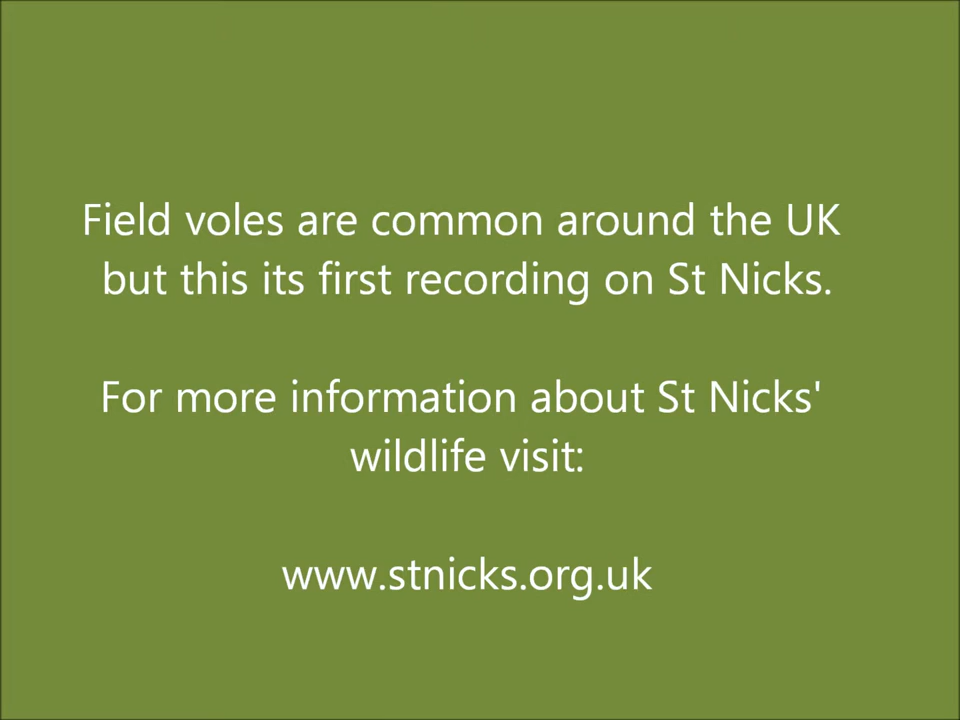 Field voles are common around the UK
but this its first recording on St Nicks.
For more information about St Nicks'
wildlife visit:
www.stnicks.org.uk